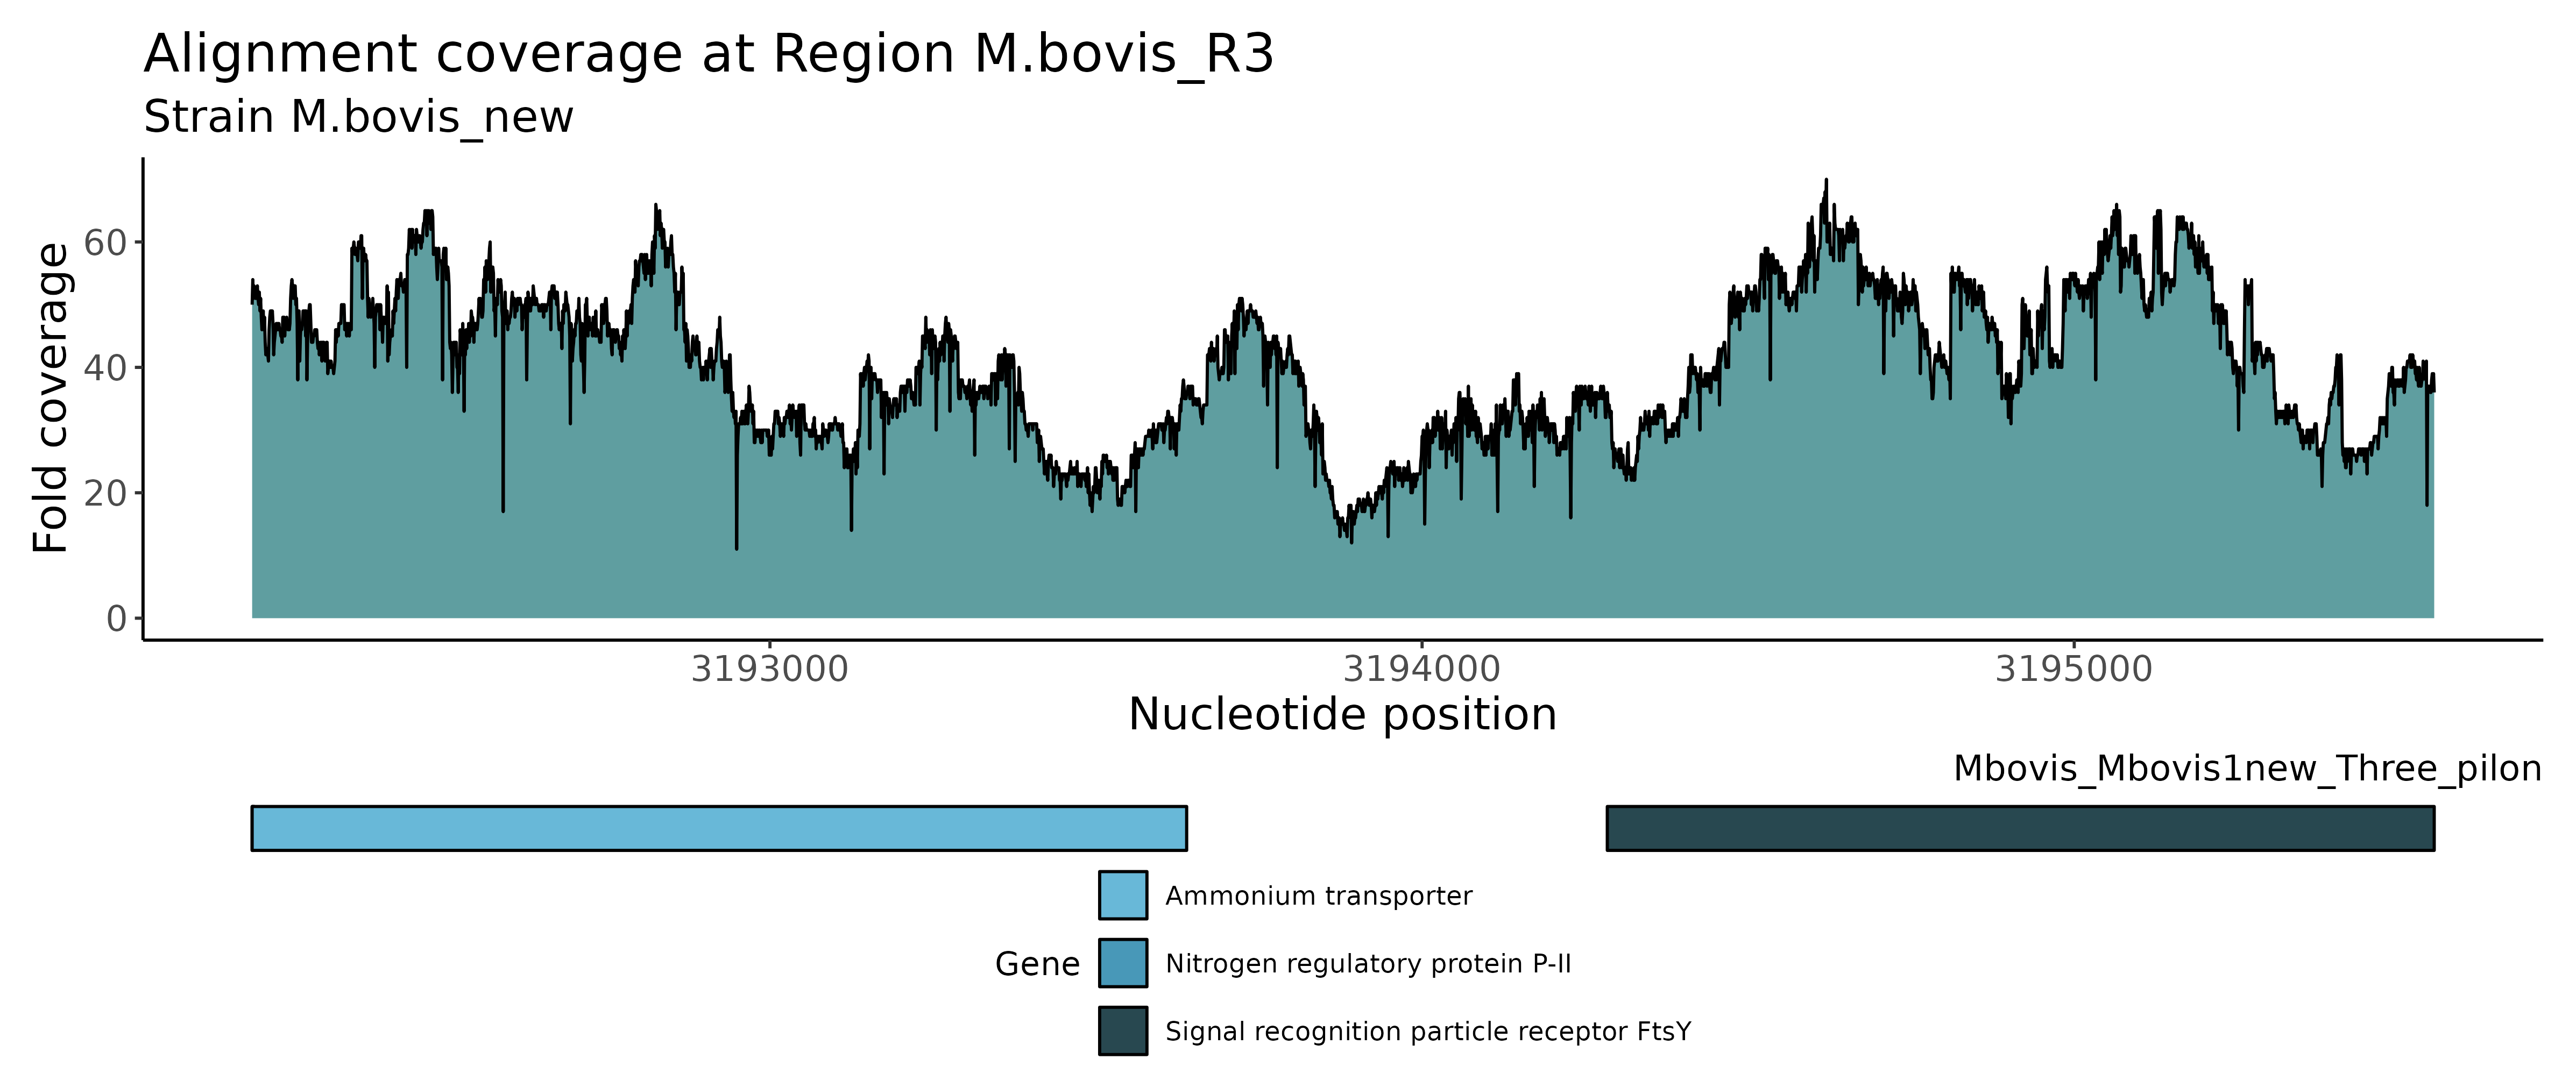 Alignment coverage at Region M.bovis_R3
Strain M.bovis_new
Fold coverage
60
40
20
0
3193000 3194000 3195000
Nucleotide position
Mbovis_Mbovis1new_Three_pilon
Gene
Ammonium transporter
Nitrogen regulatory protein P-II
Signal recognition particle receptor FtsY